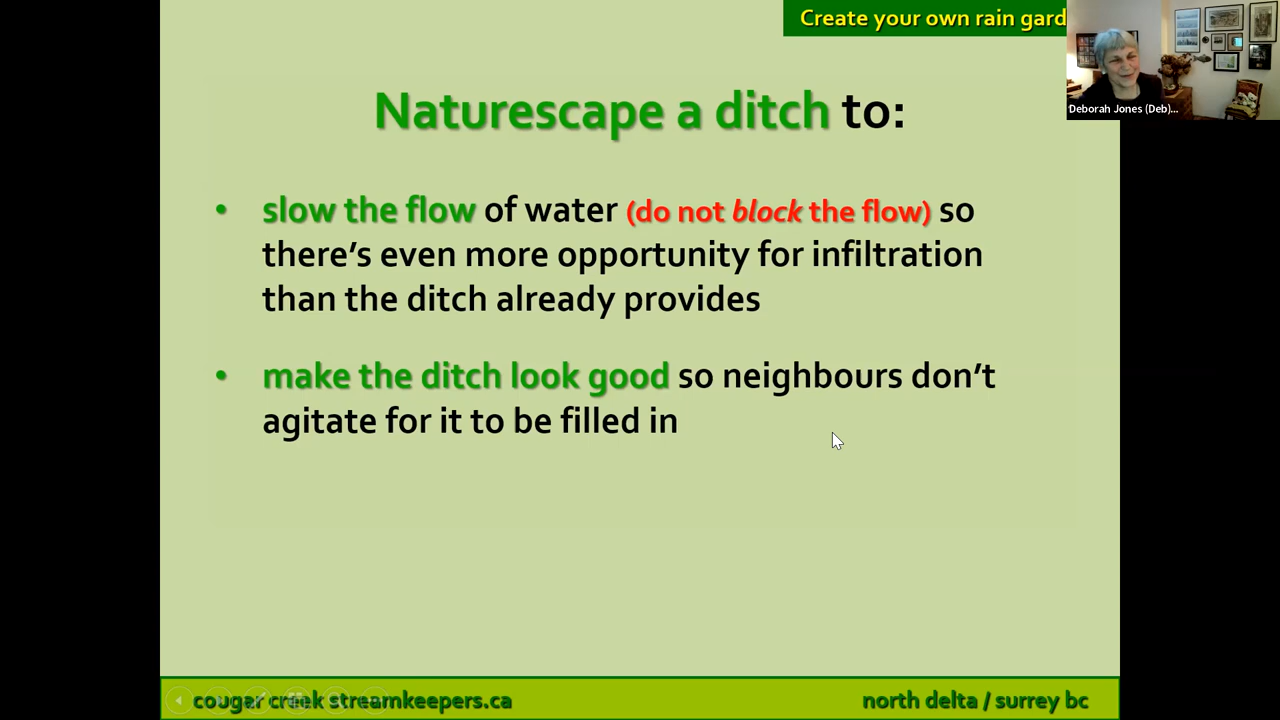 Create your own rain gard
Deborah Jones (Deb)...
Naturescape a ditch to:
• slow the flow of water (do not block the flow) so
there’s even more opportunity for infiltration
than the ditch already provides
• make the ditch look good so neighbours don’t
agitate for it to be filled in
cougar creek streamkeepers.ca
north delta / surrey bc